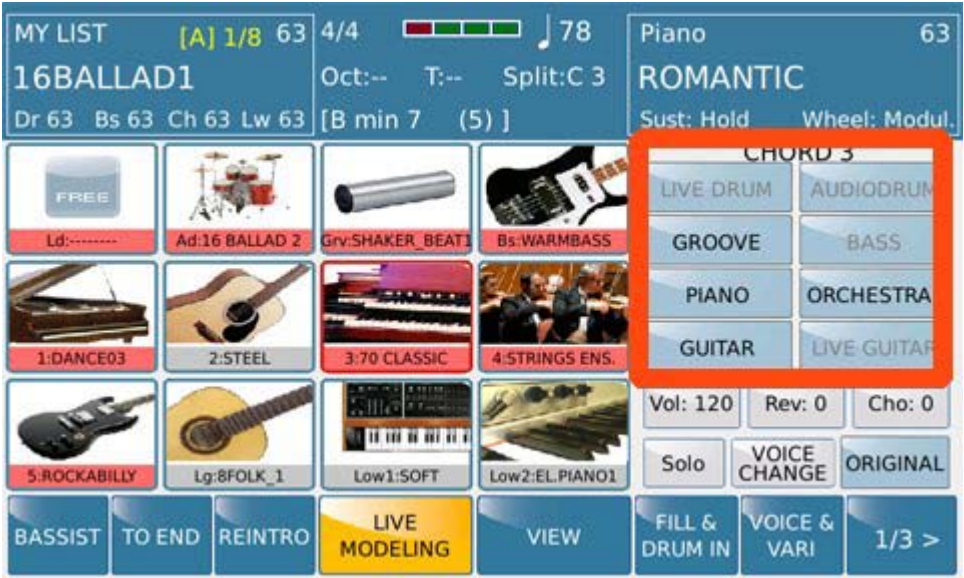 MY LIST [A] 1/8 63
16BALLAD1
Dr 63 Bs 63 Ch 63 Lw 63
4/4 ♩ 78
Oct:-- T:-- Split:C 3
[B min 7 (5) ]
Piano 63
ROMANTIC
Sust: Hold Wheel: Modul.
FREE
Ld:--------
Ad:16 BALLAD 2
Grv:SHAKER_BEAT1
Bs:WARMBASS
1:DANCE03
2:STEEL
3:70 CLASSIC
4:STRINGS ENS.
5:ROCKABILLY
Lg:8FOLK_1
Low1:SOFT
Low2:EL.PIANO1
CHORD 3
LIVE DRUM
AUDIODRUM
GROOVE
BASS
PIANO
ORCHESTRA
GUITAR
LIVE GUITAR
Vol: 120
Rev: 0
Cho: 0
Solo
VOICE
CHANGE
ORIGINAL
BASSIST
TO END
REINTRO
LIVE
MODELING
VIEW
FILL &
DRUM IN
VOICE &
VARI
1/3 >